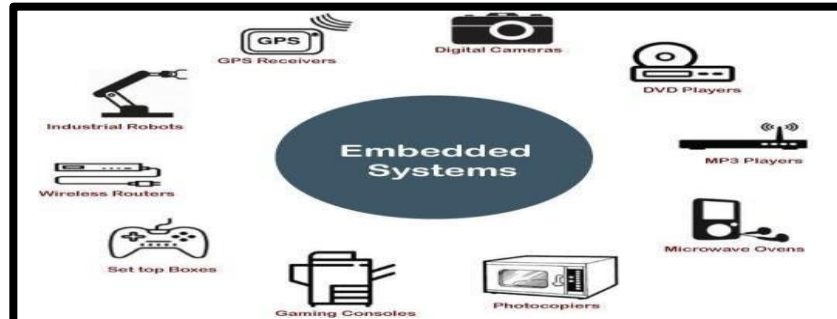 GPS
GPS Receivers
Digital Cameras
DVD Players
Industrial Robots
Embedded
Systems
MP3 Players
Wireless Routers
Microwave Ovens
Set top Boxes
Photocopiers
Gaming Consoles